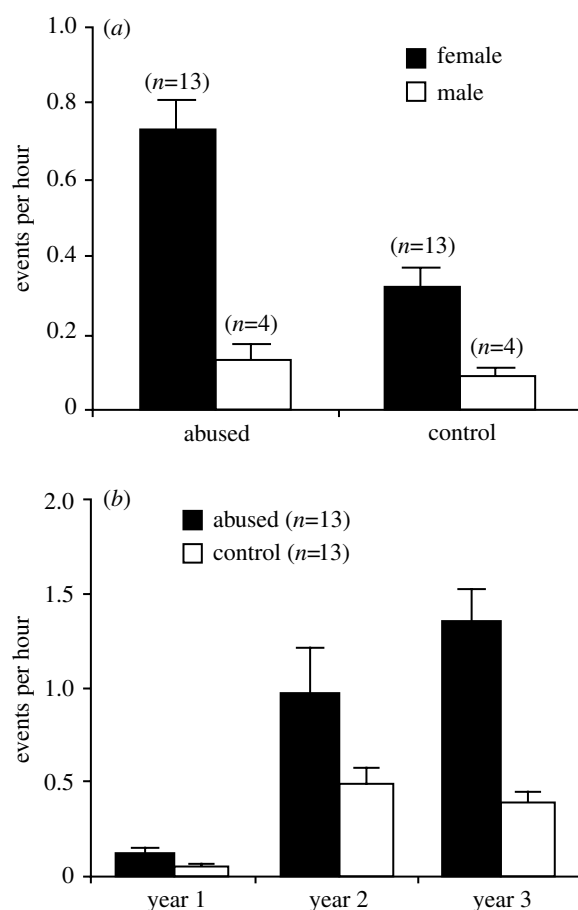 (a)
1.0
0.8
0.6
0.4
0.2
0
events per hour
female
male
(n=13)
(n=4)
(n=13)
(n=4)
abused
control
(b)
2.0
1.5
1.0
0.5
0
events per hour
abused (n=13)
control (n=13)
year 1
year 2
year 3